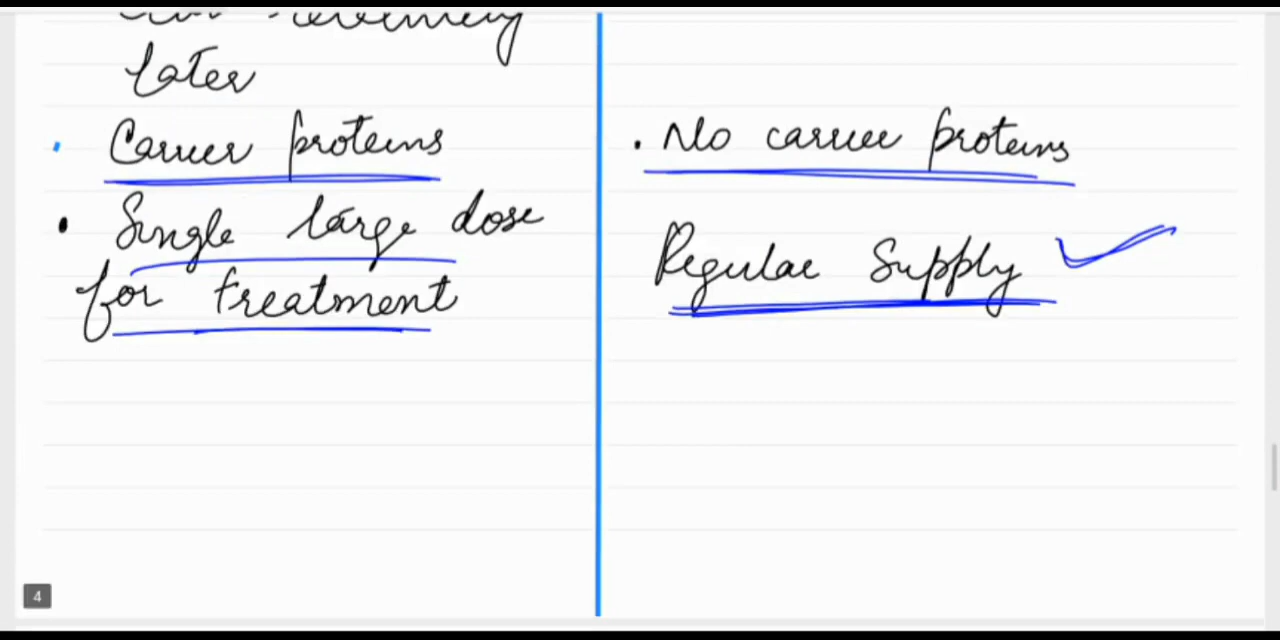 later
• Carrier proteins
• Single large dose
for treatment
• No carrier proteins
Regular Supply ✓
4